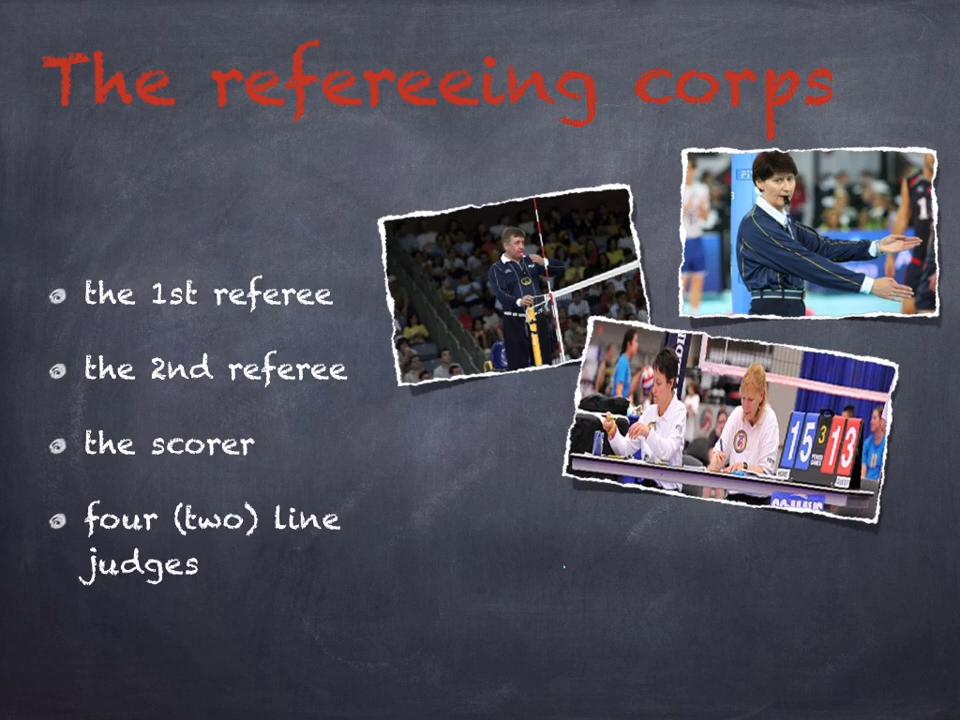 The refereeing corps
the 1st referee
the 2nd referee
the scorer
four (two) line
judges
15 3 13